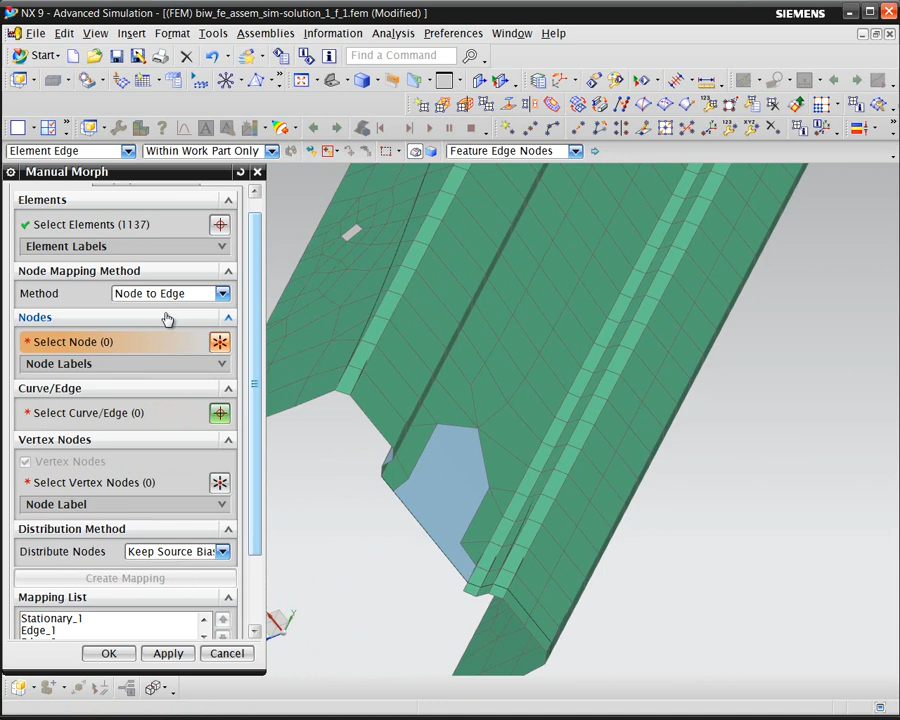 NX 9 - Advanced Simulation - [(FEM) biw_fe_assem_sim-solution_1_f_1.fem (Modified) ]
SIEMENS
File Edit View Insert Format Tools Assemblies Information Analysis Preferences Window Help
Start
Find a Command
Element Edge
Within Work Part Only
Feature Edge Nodes
Manual Morph
Elements
Select Elements (1137)
Element Labels
Node Mapping Method
Method
Node to Edge
Nodes
* Select Node (0)
Node Labels
Curve/Edge
* Select Curve/Edge (0)
Vertex Nodes
Vertex Nodes
* Select Vertex Nodes (0)
Node Label
Distribution Method
Distribute Nodes
Keep Source Bias
Create Mapping
Mapping List
Stationary_1
Edge_1
OK
Apply
Cancel